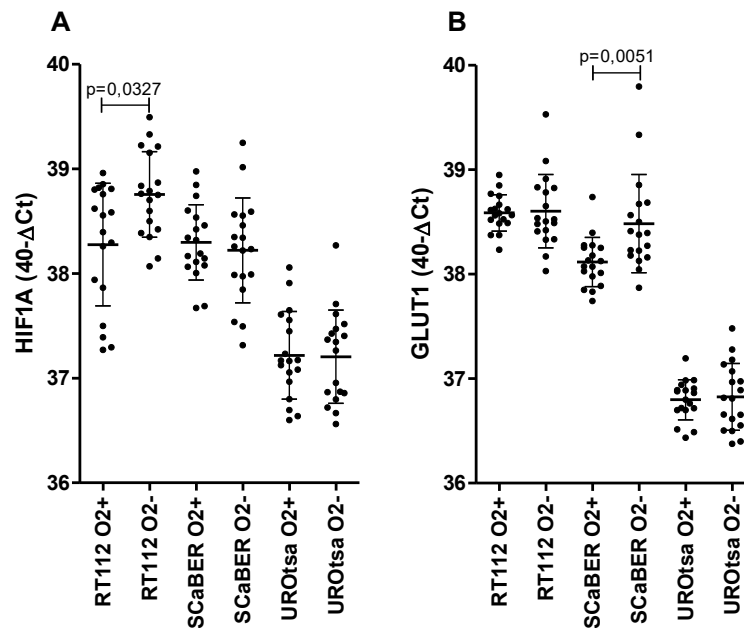 A
HIF1A (40-ΔCt)
40
39
38
37
36
p=0,0327
RT112 O2+
RT112 O2-
SCaBER O2+
SCaBER O2-
UROtsa O2+
UROtsa O2-
B
GLUT1 (40-ΔCt)
40
39
38
37
36
p=0,0051
RT112 O2+
RT112 O2-
SCaBER O2+
SCaBER O2-
UROtsa O2+
UROtsa O2-